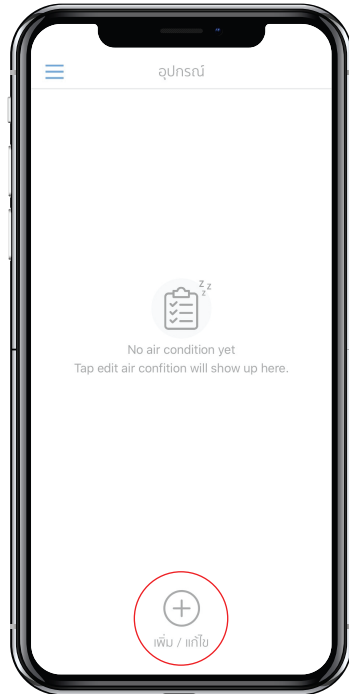 อุปกรณ์
z z
z
No air condition yet
Tap edit air confition will show up here.
เพิ่ม / แก้ไข